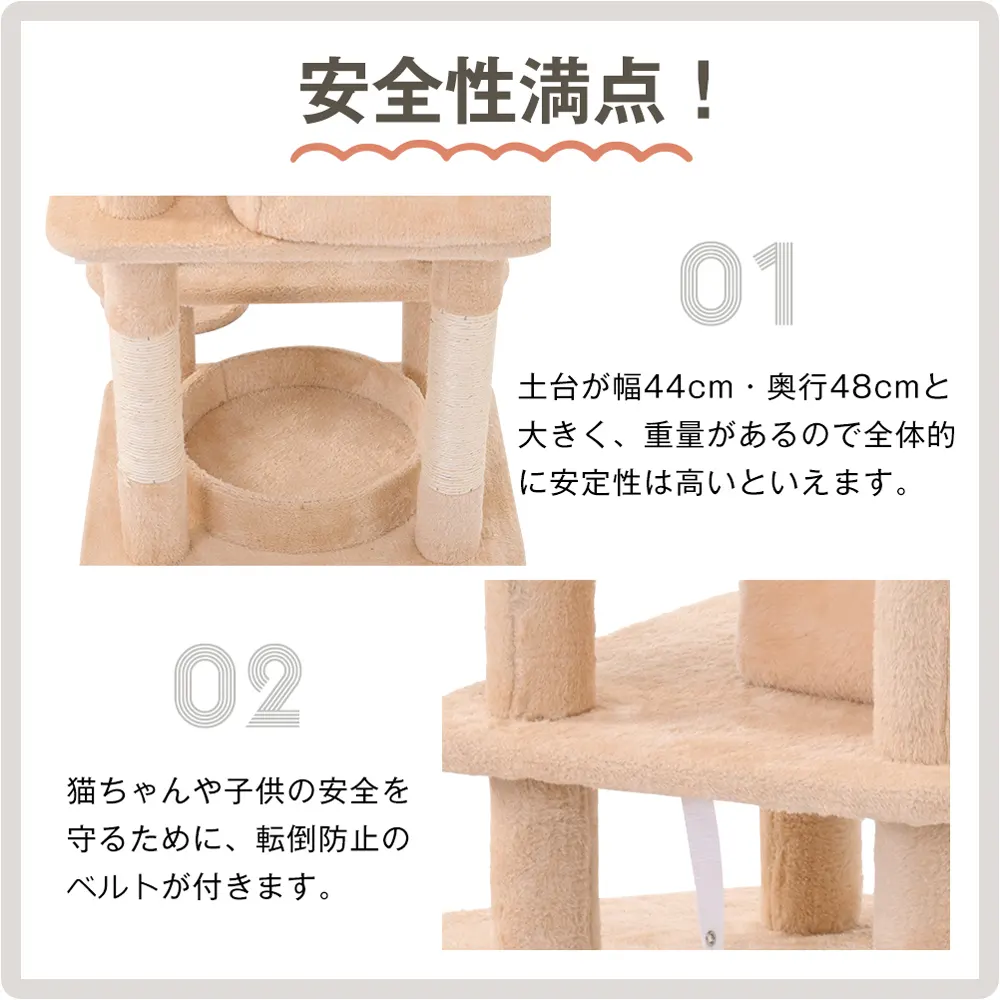 安全性満点！
01
土台が幅44cm・奥行48cmと
大きく、重量があるので全体的
に安定性は高いといえます。
02
猫ちゃんや子供の安全を
守るために、転倒防止の
ベルトが付きます。